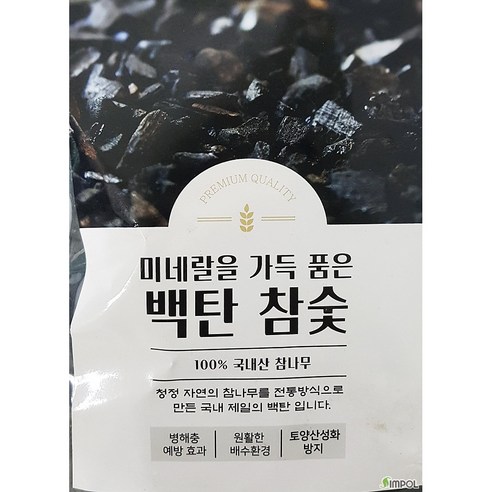 PREMIUM QUALITY
미네랄을 가득 품은
백탄 참숯
100% 국내산 참나무
청정 자연의 참나무를 전통방식으로
만든 국내 제일의 백탄 입니다.
병해충
예방 효과
원활한
배수환경
토양산성화
방지
SIMPOL